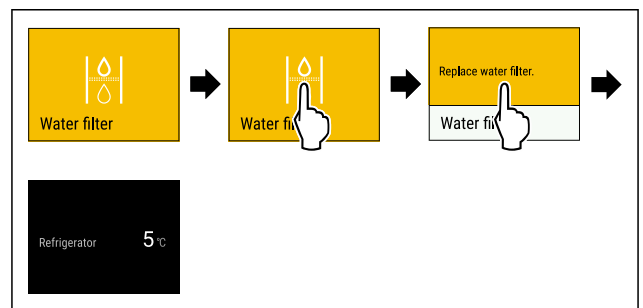 Water filter
Water fi
Replace water filter.
Water fi
Refrigerator 5 °C